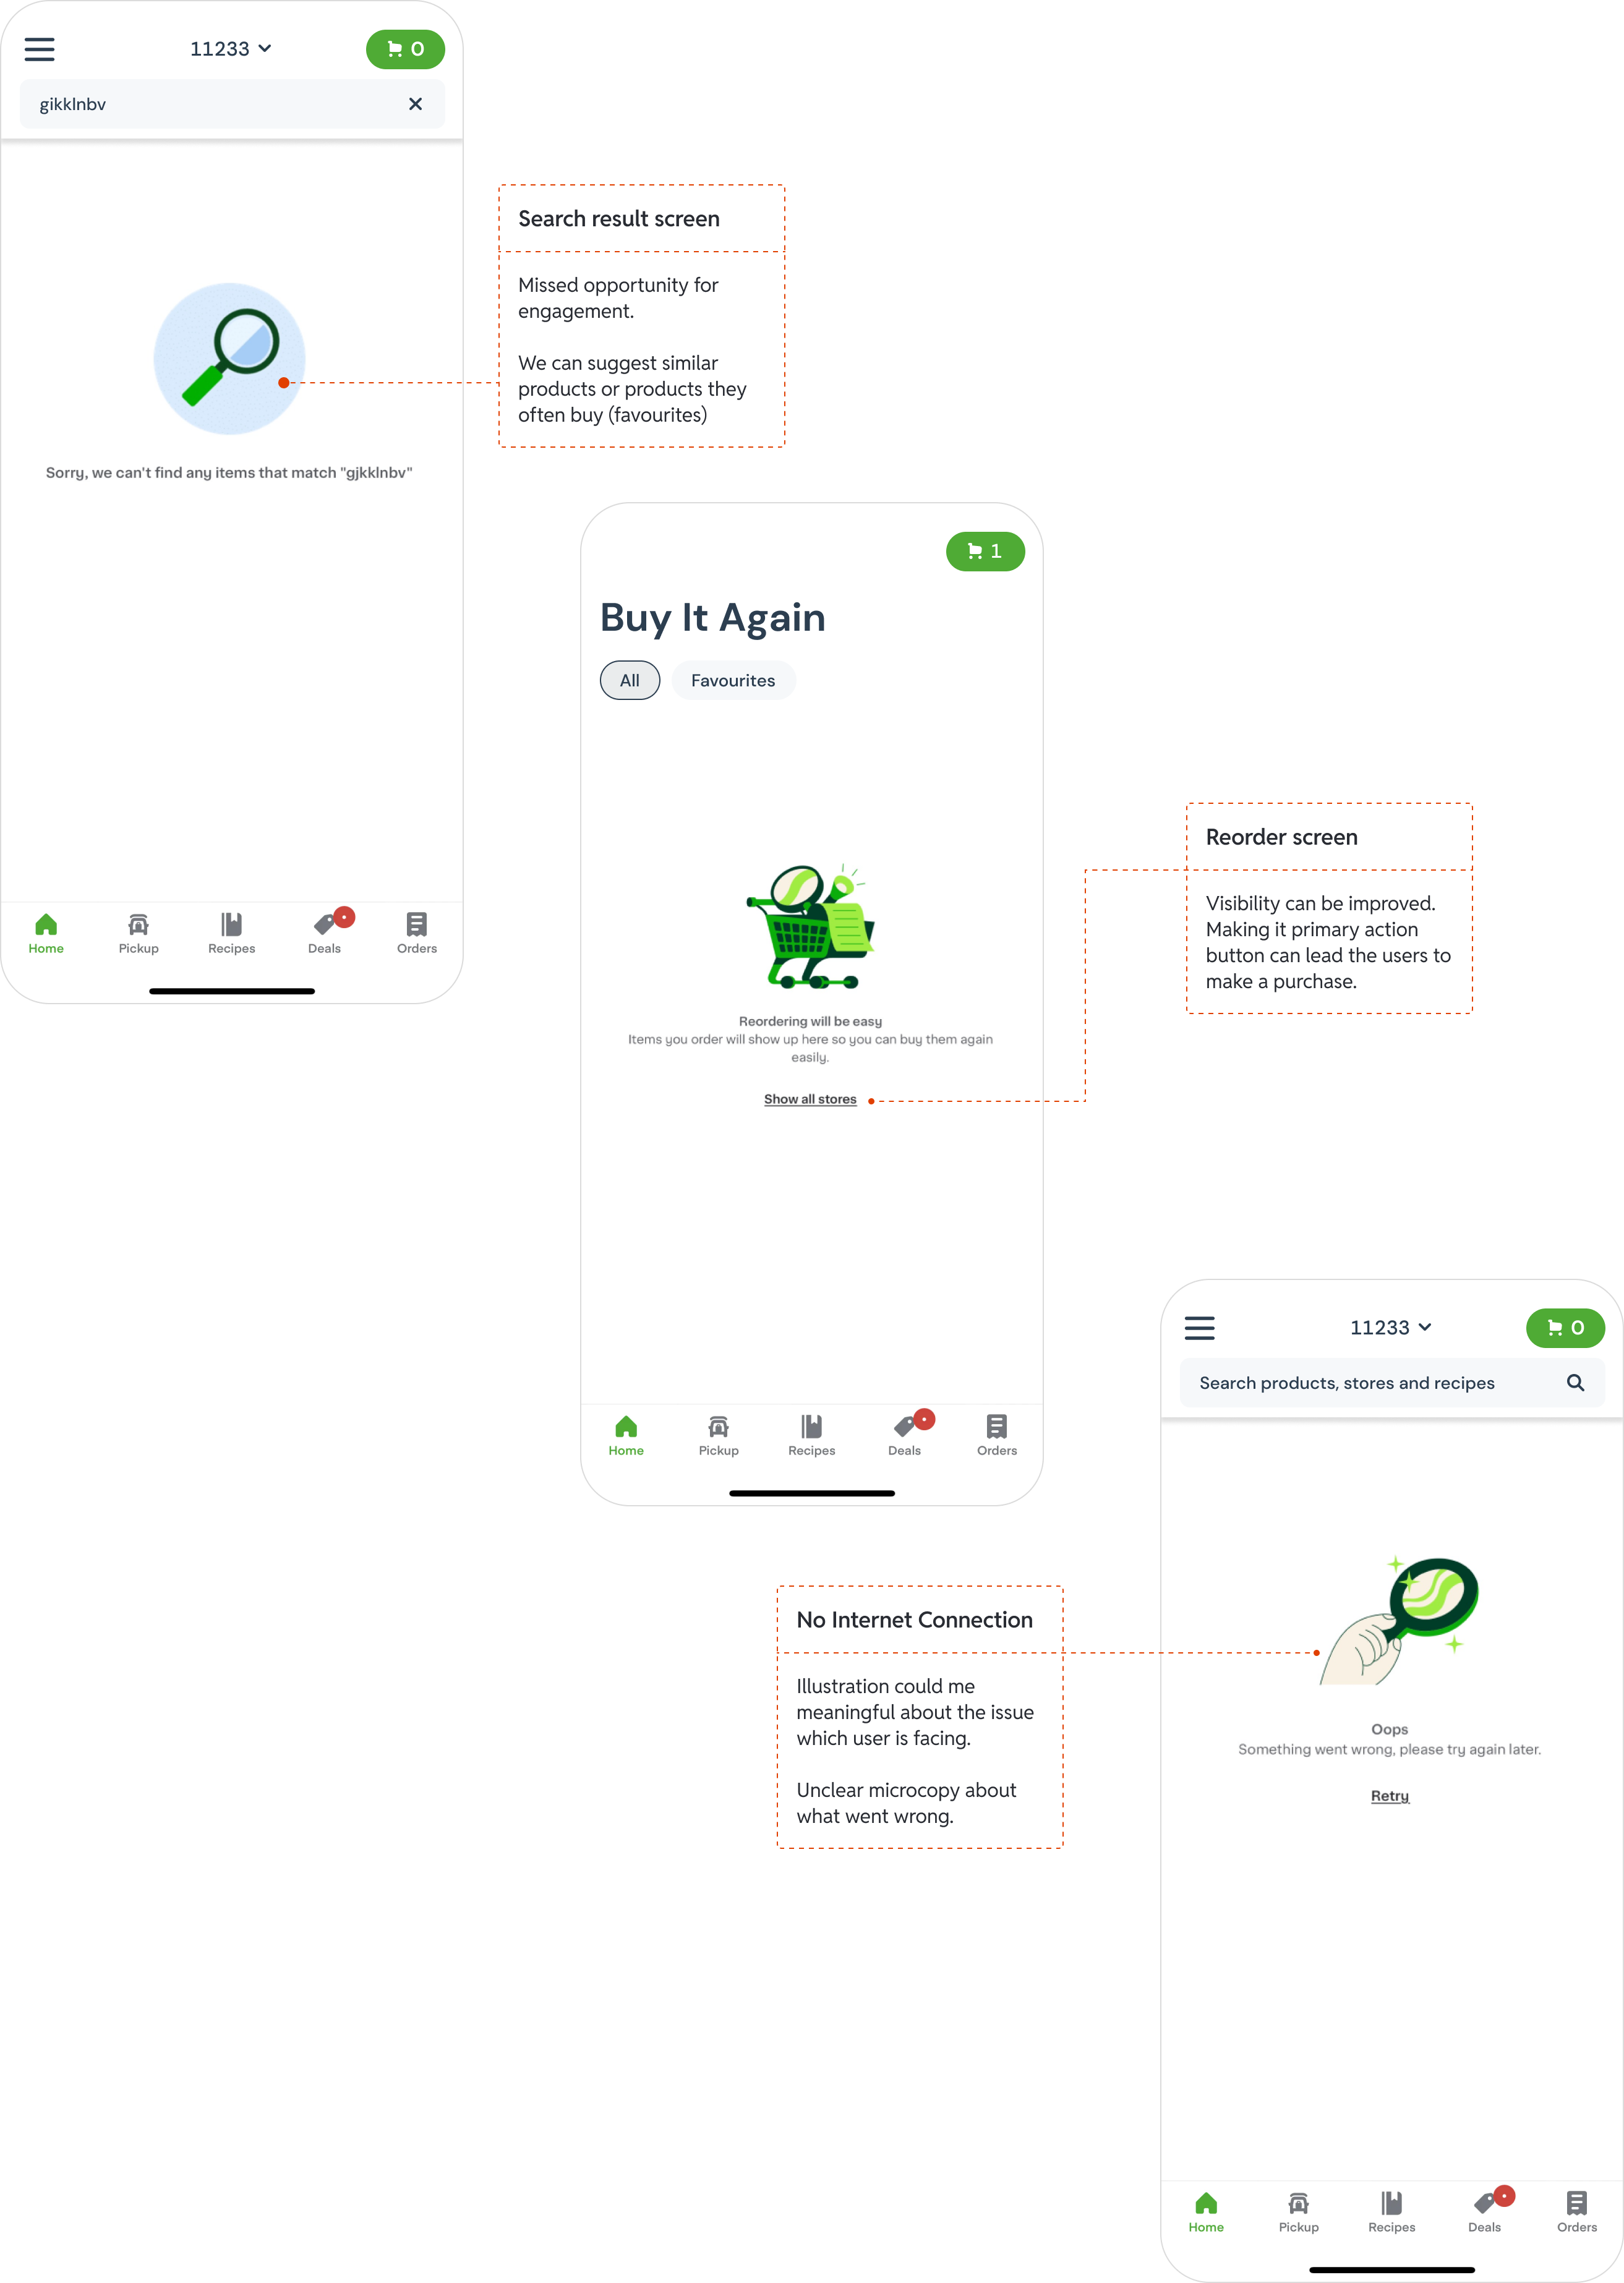 11233
0
gikklnbv
Sorry, we can't find any items that match "gjkklnbv"
Home
Pickup
Recipes
Deals
Orders
Search result screen
Missed opportunity for
engagement.
We can suggest similar
products or products they
often buy (favourites)
1
Buy It Again
All
Favourites
Reordering will be easy
Items you order will show up here so you can buy them again
easily.
Show all stores
Home
Pickup
Recipes
Deals
Orders
Reorder screen
Visibility can be improved.
Making it primary action
button can lead the users to
make a purchase.
No Internet Connection
Illustration could me
meaningful about the issue
which user is facing.
Unclear microcopy about
what went wrong.
11233
0
Search products, stores and recipes
Oops
Something went wrong, please try again later.
Retry
Home
Pickup
Recipes
Deals
Orders